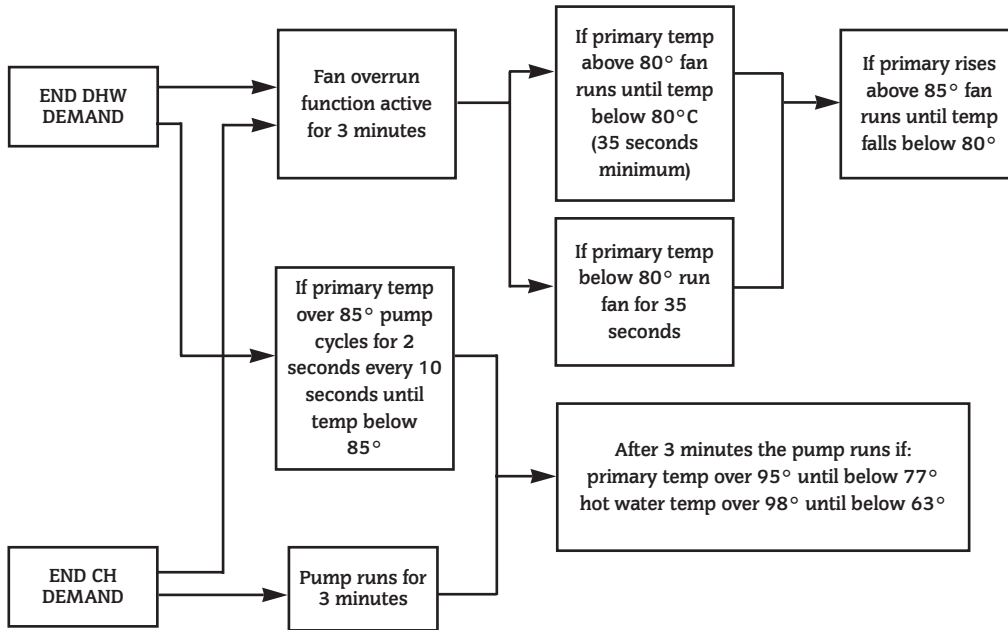 END DHW
DEMAND
Fan overrun
function active
for 3 minutes
If primary temp
above 80° fan
runs until temp
below 80°C
(35 seconds
minimum)
If primary rises
above 85° fan
runs until temp
falls below 80°
If primary temp
below 80° run
fan for 35
seconds
If primary temp
over 85° pump
cycles for 2
seconds every 10
seconds until
temp below
85°
After 3 minutes the pump runs if:
primary temp over 95° until below 77°
hot water temp over 98° until below 63°
END CH
DEMAND
Pump runs for
3 minutes